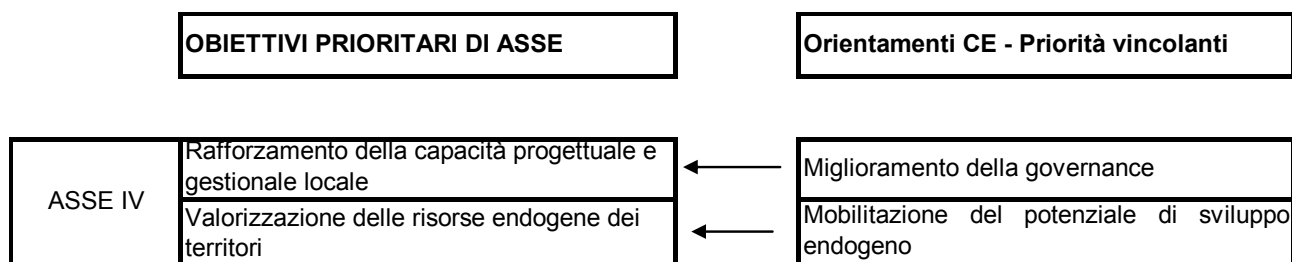 OBIETTIVI PRIORITARI DI ASSE
Orientamenti CE - Priorità vincolanti
ASSE IV
Rafforzamento della capacità progettuale e
gestionale locale
Miglioramento della governance
Valorizzazione delle risorse endogene dei
territori
Mobilitazione del potenziale di sviluppo
endogeno